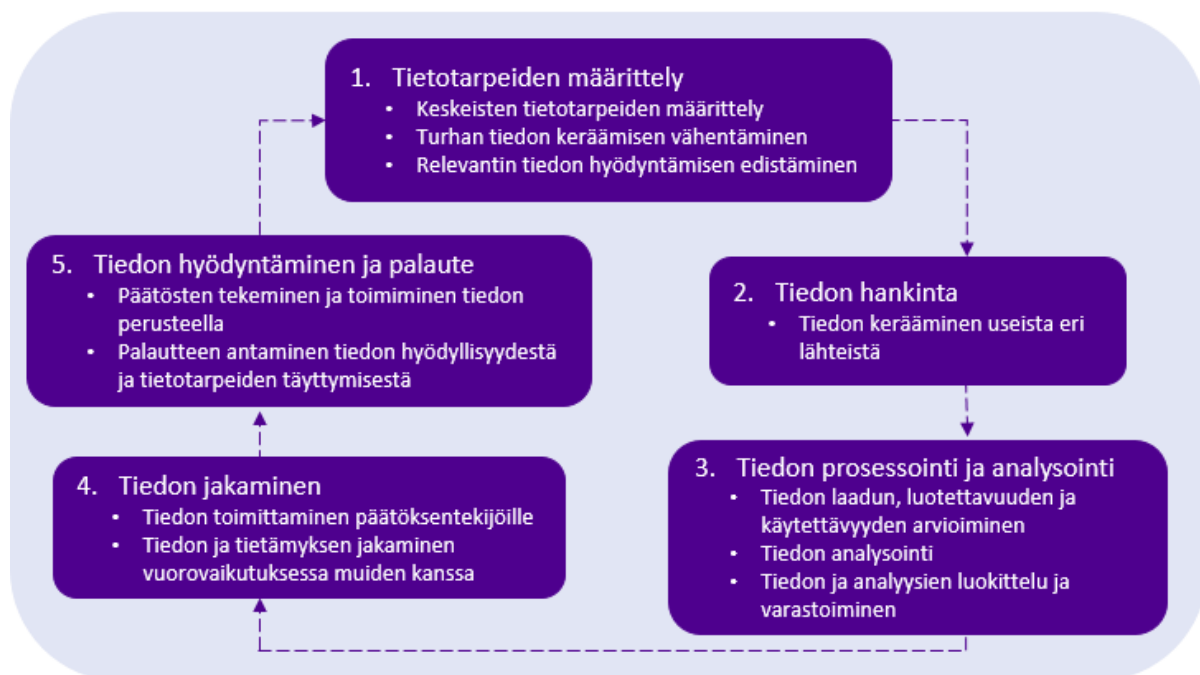 1. Tietotarpeiden määrittely
• Keskeisten tietotarpeiden määrittely
• Turhan tiedon keräämisen vähentäminen
• Relevantin tiedon hyödyntämisen edistäminen
2. Tiedon hankinta
• Tiedon kerääminen useista eri
lähteistä
3. Tiedon prosessointi ja analysointi
• Tiedon laadun, luotettavuuden ja
käytettävyyden arvioiminen
• Tiedon analysointi
• Tiedon ja analyysien luokittelu ja
varastoiminen
4. Tiedon jakaminen
• Tiedon toimittaminen päätöksentekijöille
• Tiedon ja tietämyksen jakaminen
vuorovaikutuksessa muiden kanssa
5. Tiedon hyödyntäminen ja palaute
• Päätösten tekeminen ja toimiminen tiedon
perusteella
• Palautteen antaminen tiedon hyödyllisyydestä
ja tietotarpeiden täyttymisestä